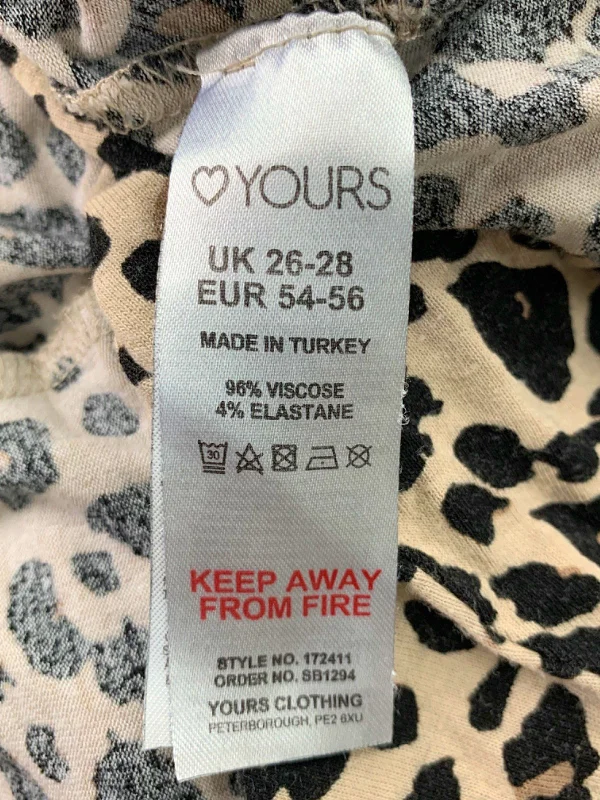 YOURS
UK 26-28
EUR 54-56
MADE IN TURKEY
96% VISCOSE
4% ELASTANE
30
KEEP AWAY
FROM FIRE
STYLE NO. 172411
ORDER NO. SB1294
YOURS CLOTHING
PETERBOROUGH, PE2 6XU